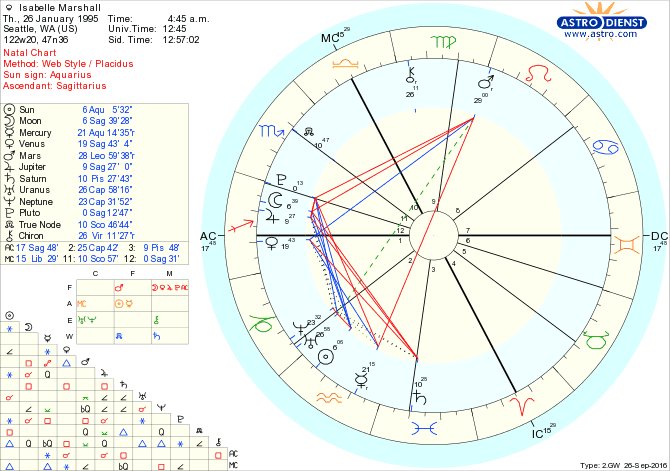 Isabelle Marshall
Th., 26 January 1995 Time: 4:45 a.m.
Seattle, WA (US) Univ.Time: 12:45
122w20, 47n36 Sid. Time: 12:57:02
Natal Chart
Method: Web Style / Placidus
Sun sign: Aquarius
Ascendant: Sagittarius
ASTRO DIENST
www.astro.com
Sun 6 Aqu 5'32"
Moon 6 Sag 39'28"
Mercury 21 Aqu 14'35"r
Venus 19 Sag 43' 4"
Mars 28 Leo 59'38"r
Jupiter 9 Sag 27' 0"
Saturn 10 Pis 27'43"
Uranus 26 Cap 58'16"
Neptune 23 Cap 31'52"
Pluto 0 Sag 12'47"
True Node 10 Sco 46'44"
Chiron 26 Vir 11'27"r
AC 17 Sag 48' 2: 25 Cap 42' 3: 9 Pis 48'
MC 15 Lib 29' 11: 10 Sco 57' 12: 0 Sag 31'
C F M
F AC
A MC
E
W
MC 15 29
26 11 r
29 00 r
10 47
0 13
6 39
9 27
19 43
AC
17 48
DC
17 48
23 32
26 58
6 06
21 15 r
10 28
IC 15 29
1
2
3
4
5
6
7
8
9
10
11
12
AC
MC
Type: 2.GW 26-Sep-2016